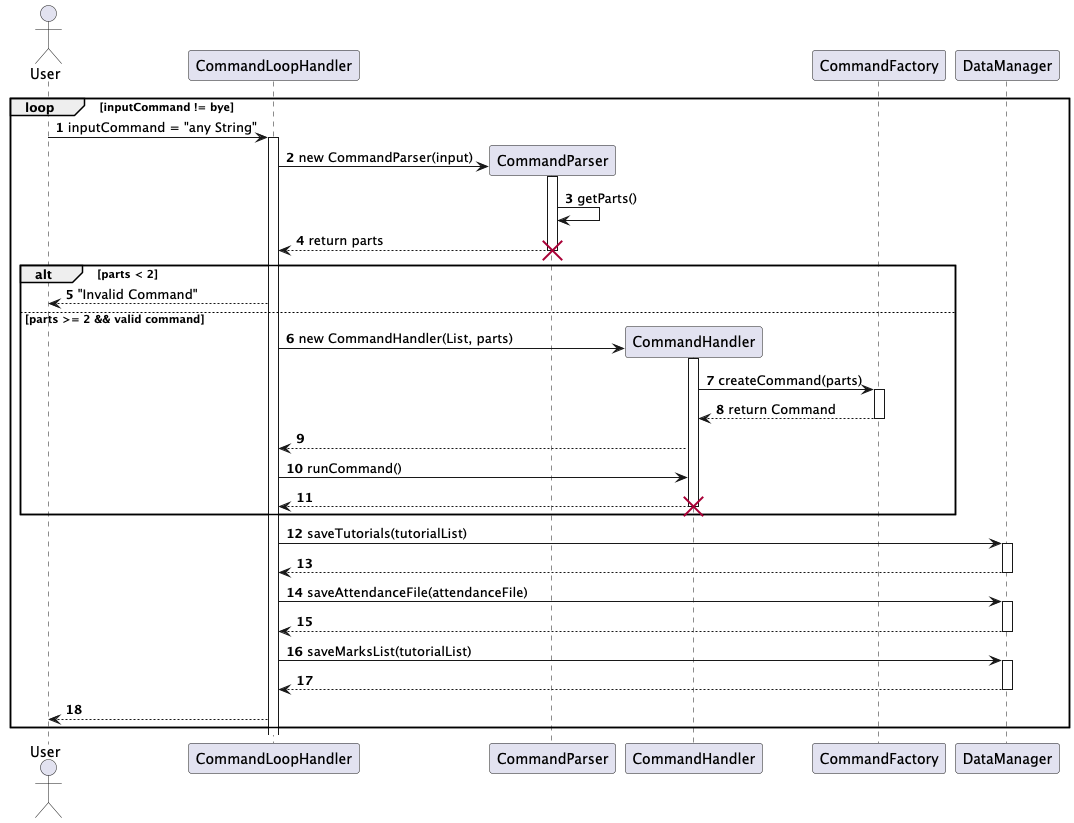 User
CommandLoopHandler
CommandFactory
DataManager
loop [inputCommand != bye]
1 inputCommand = "any String"
2 new CommandParser(input)
CommandParser
3 getParts()
4 return parts
alt [parts < 2]
5 "Invalid Command"
[parts >= 2 && valid command]
6 new CommandHandler(List, parts)
CommandHandler
7 createCommand(parts)
8 return Command
9
10 runCommand()
11
12 saveTutorials(tutorialList)
13
14 saveAttendanceFile(attendanceFile)
15
16 saveMarksList(tutorialList)
17
18
User
CommandLoopHandler
CommandParser
CommandHandler
CommandFactory
DataManager